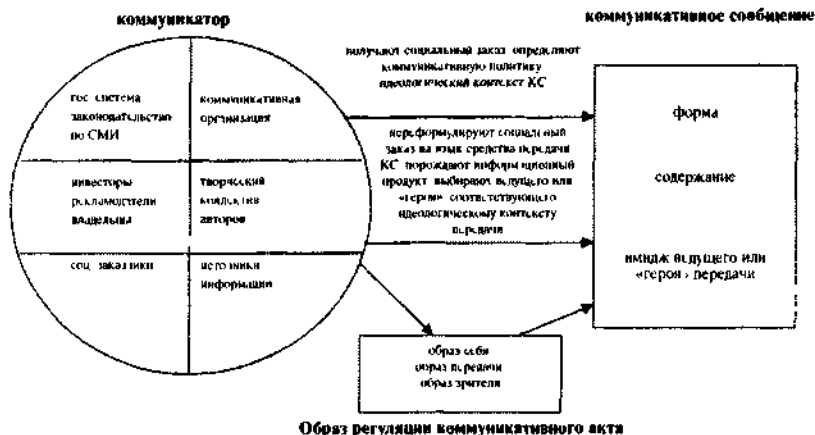 коммуникатор
коммуникативное сообщение
получают социальный заказ определяют
коммуникативную политику
идеологический контекст КС
гос система
законодательство
по СМИ
коммуникативная
организация
форма
переформулируют социальный
заказ на язык средства передачи
КС порождают информационный
продукт выбирают ведущего или
«героя» соответствующего
идеологическому контексту
передачи
инвесторы
рекламодатели
владельцы
творческий
коллектив
авторов
содержание
соц заказчики
источники
информации
имидж ведущего или
«героя» передачи
образ себя
образ передачи
образ зрителя
Образ регуляции коммуникативного акта